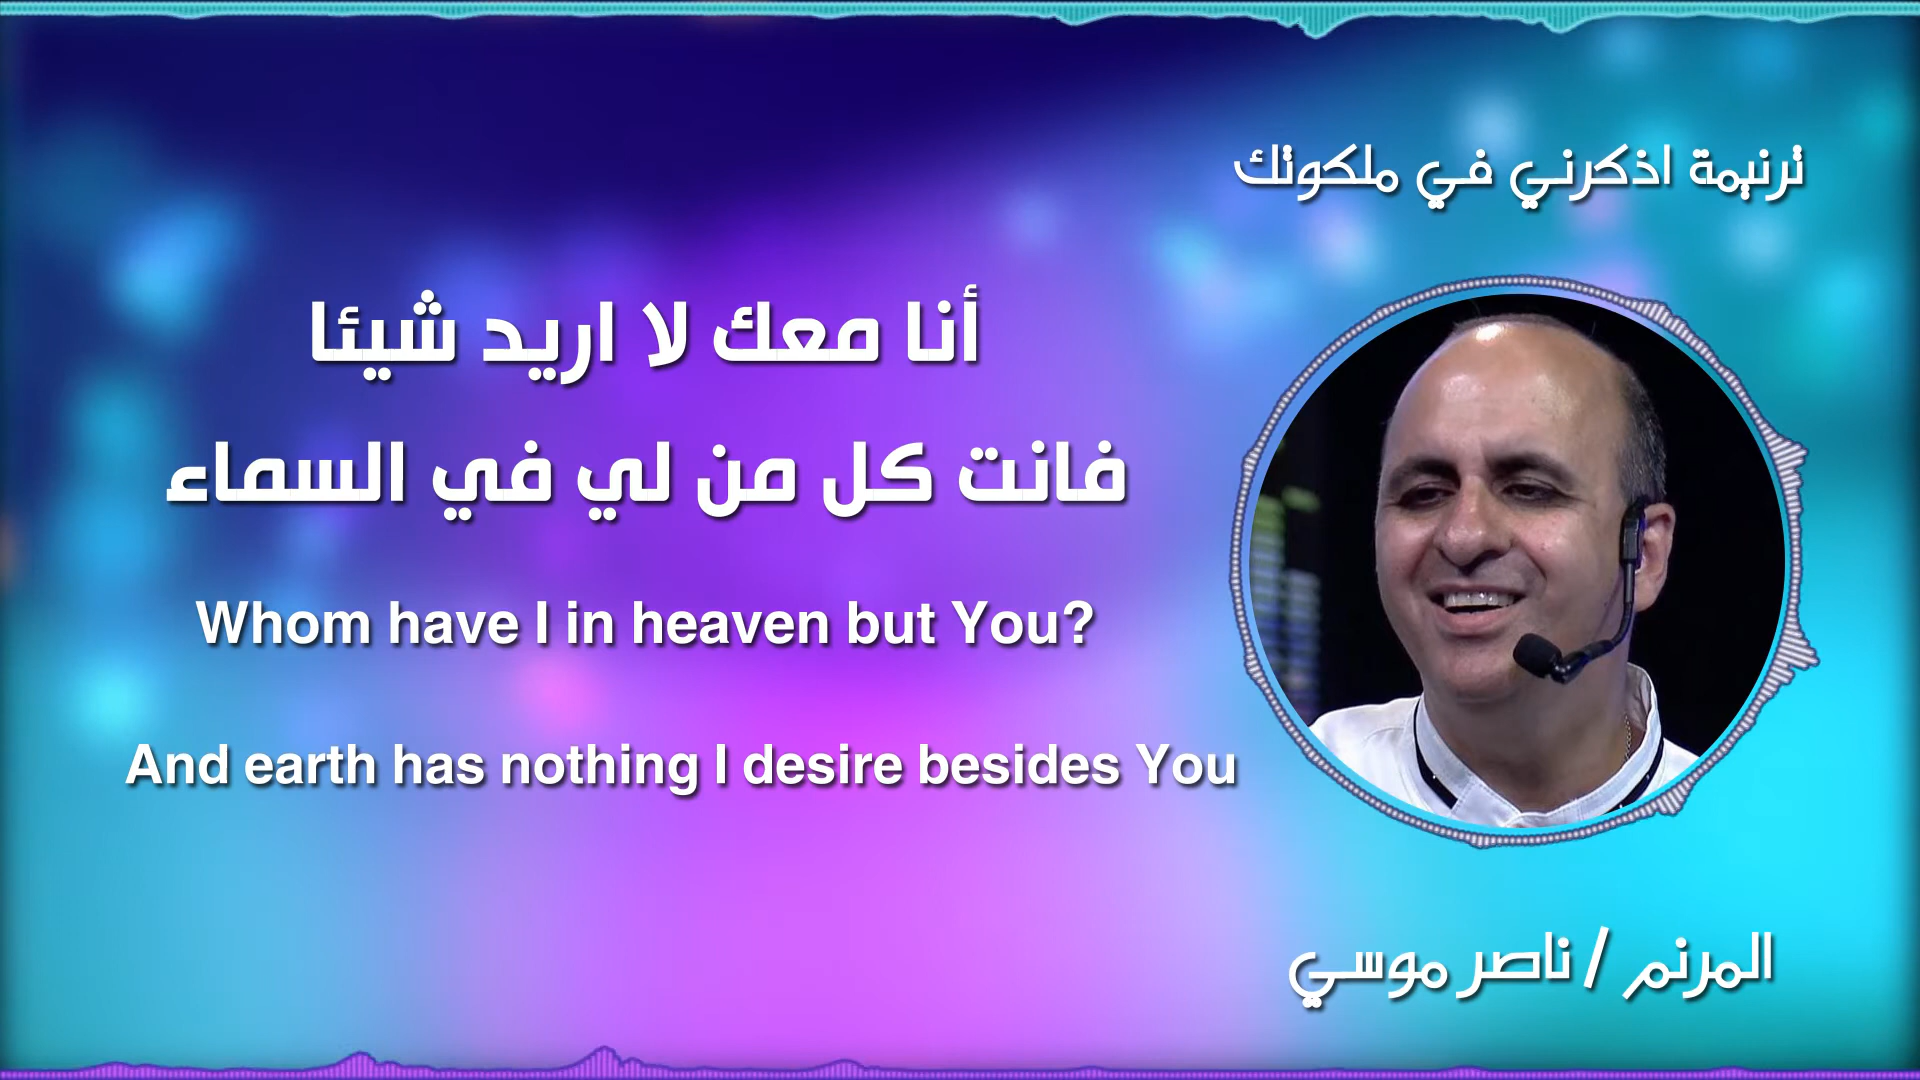 ترنيمة اذكرني في ملكوتك
أنا معك لا اريد شيئا
فانت كل من لي في السماء
Whom have I in heaven but You?
And earth has nothing I desire besides You
المرنم / ناصر موسي